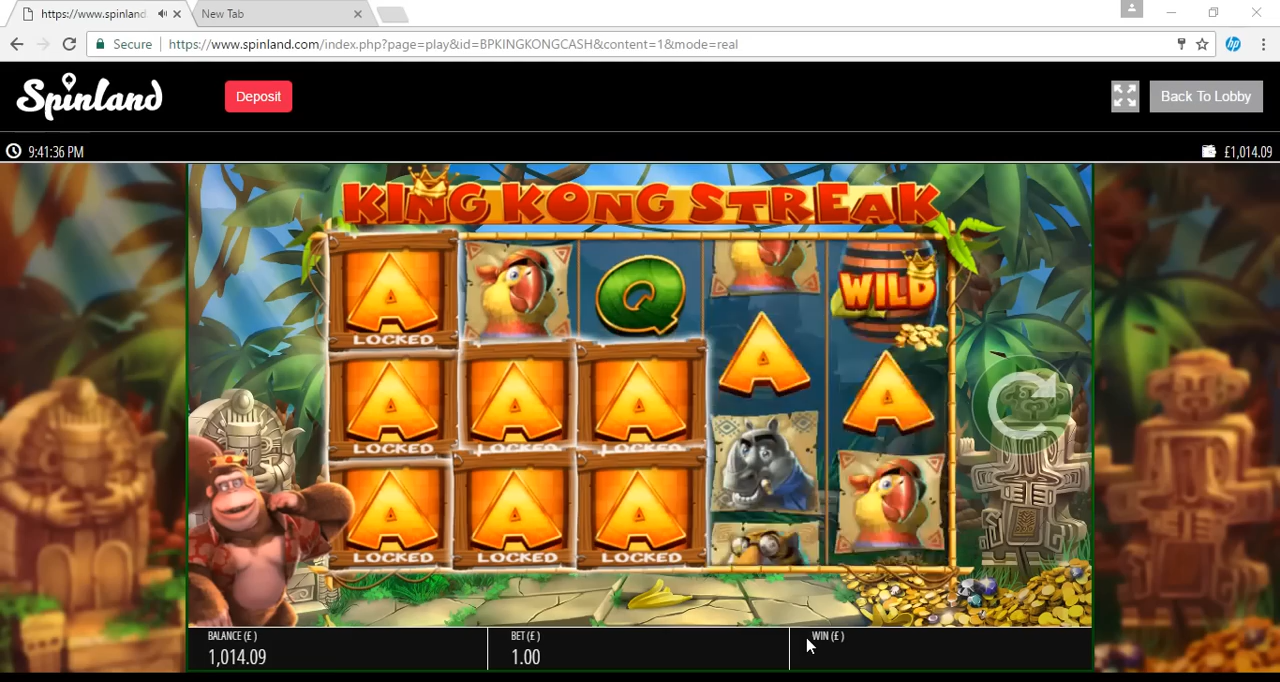 https://www.spinland.
New Tab
Secure
https://www.spinland.com/index.php?page=play&id=BPKINGKONGCASH&content=1&mode=real
hp
Spinland
Deposit
Back To Lobby
9:41:36 PM
£1,014.09
KING KONG STREAK
A
LOCKED
Q
WILD
A
LOCKED
A
LOCKED
A
LOCKED
A
A
A
LOCKED
A
LOCKED
A
LOCKED
BALANCE (£ )
1,014.09
BET (£ )
1.00
WIN (£ )